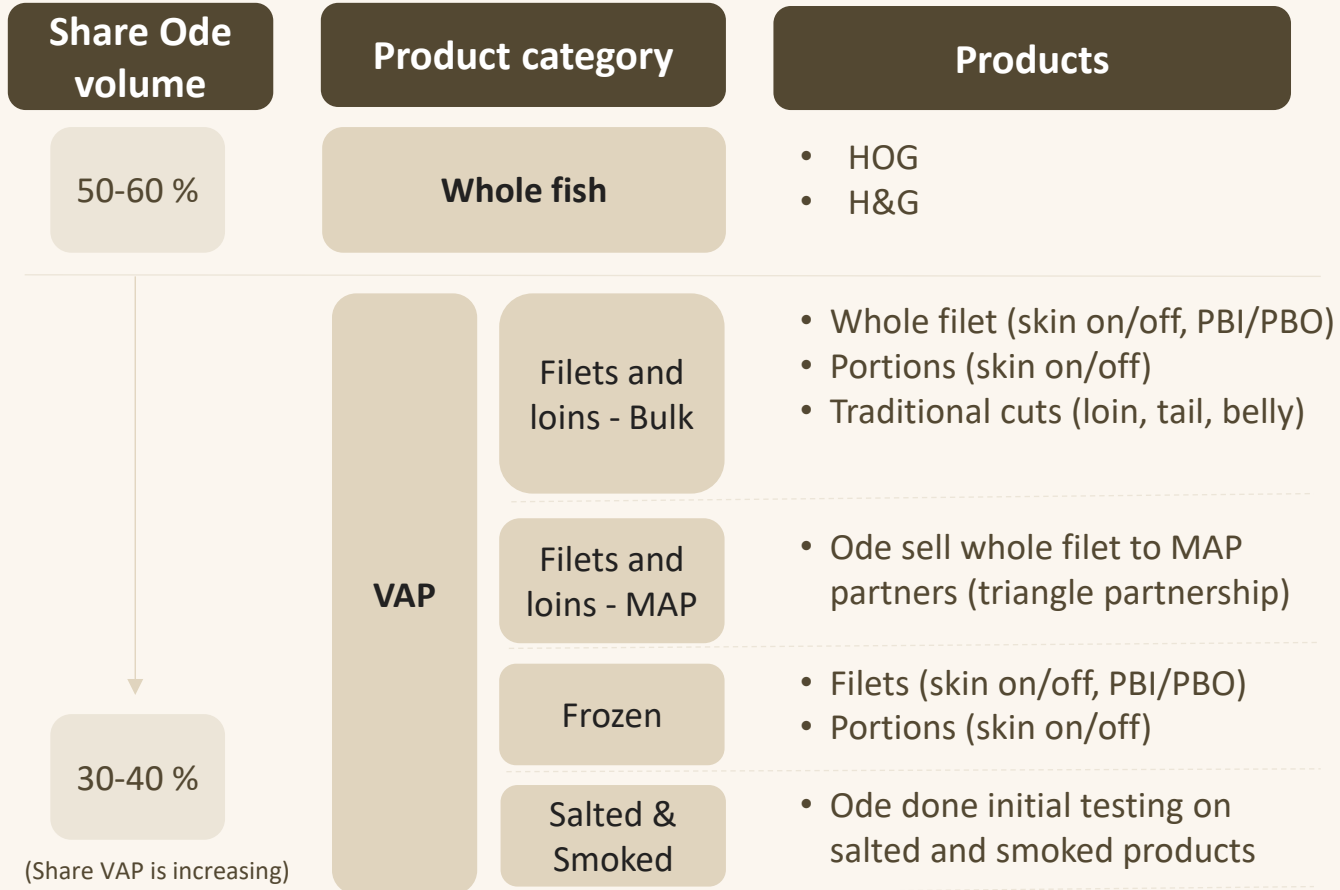 Share Ode
volume
Product category
Products
50-60 %
Whole fish
• HOG
• H&G
VAP
Filets and
loins - Bulk
• Whole filet (skin on/off, PBI/PBO)
• Portions (skin on/off)
• Traditional cuts (loin, tail, belly)
Filets and
loins - MAP
• Ode sell whole filet to MAP
partners (triangle partnership)
Frozen
• Filets (skin on/off, PBI/PBO)
• Portions (skin on/off)
30-40 %
(Share VAP is increasing)
Salted &
Smoked
• Ode done initial testing on
salted and smoked products